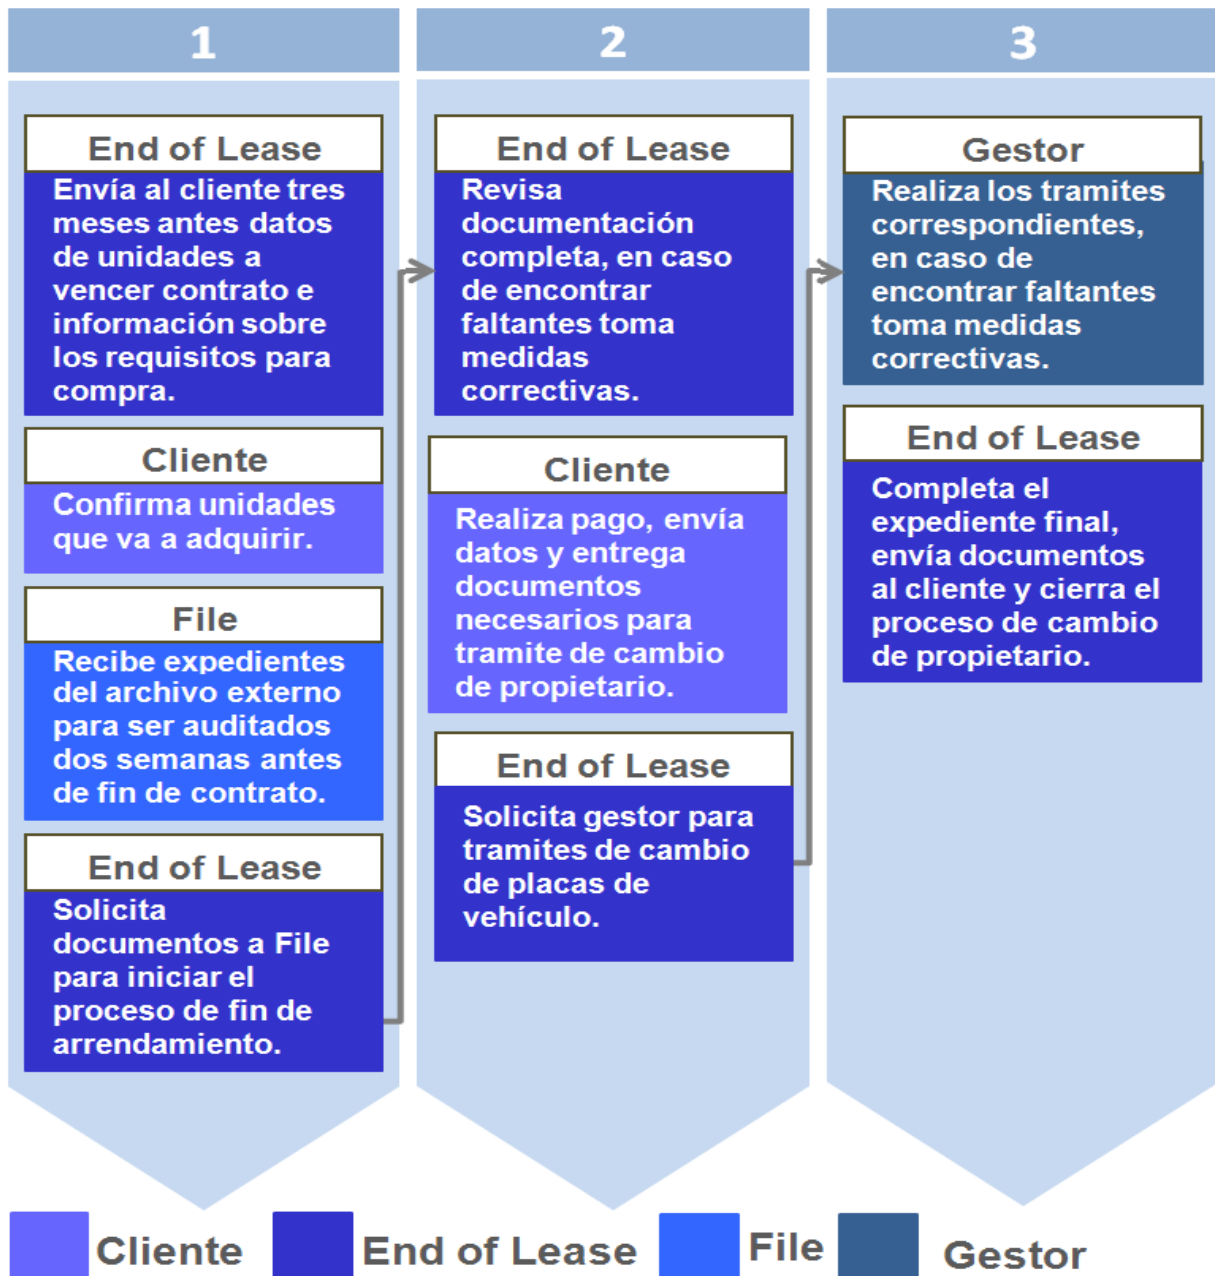 1
End of Lease
Envía al cliente tres
meses antes datos
de unidades a
vencer contrato e
información sobre
los requisitos para
compra.
Cliente
Confirma unidades
que va a adquirir.
File
Recibe expedientes
del archivo externo
para ser auditados
dos semanas antes
de fin de contrato.
End of Lease
Solicita
documentos a File
para iniciar el
proceso de fin de
arrendamiento.
2
End of Lease
Revisa
documentación
completa, en caso
de encontrar
faltantes toma
medidas
correctivas.
Cliente
Realiza pago, envía
datos y entrega
documentos
necesarios para
tramite de cambio
de propietario.
End of Lease
Solicita gestor para
tramites de cambio
de placas de
vehículo.
3
Gestor
Realiza los tramites
correspondientes,
en caso de
encontrar faltantes
toma medidas
correctivas.
End of Lease
Completa el
expediente final,
envía documentos
al cliente y cierra el
proceso de cambio
de propietario.
Cliente
End of Lease
File
Gestor